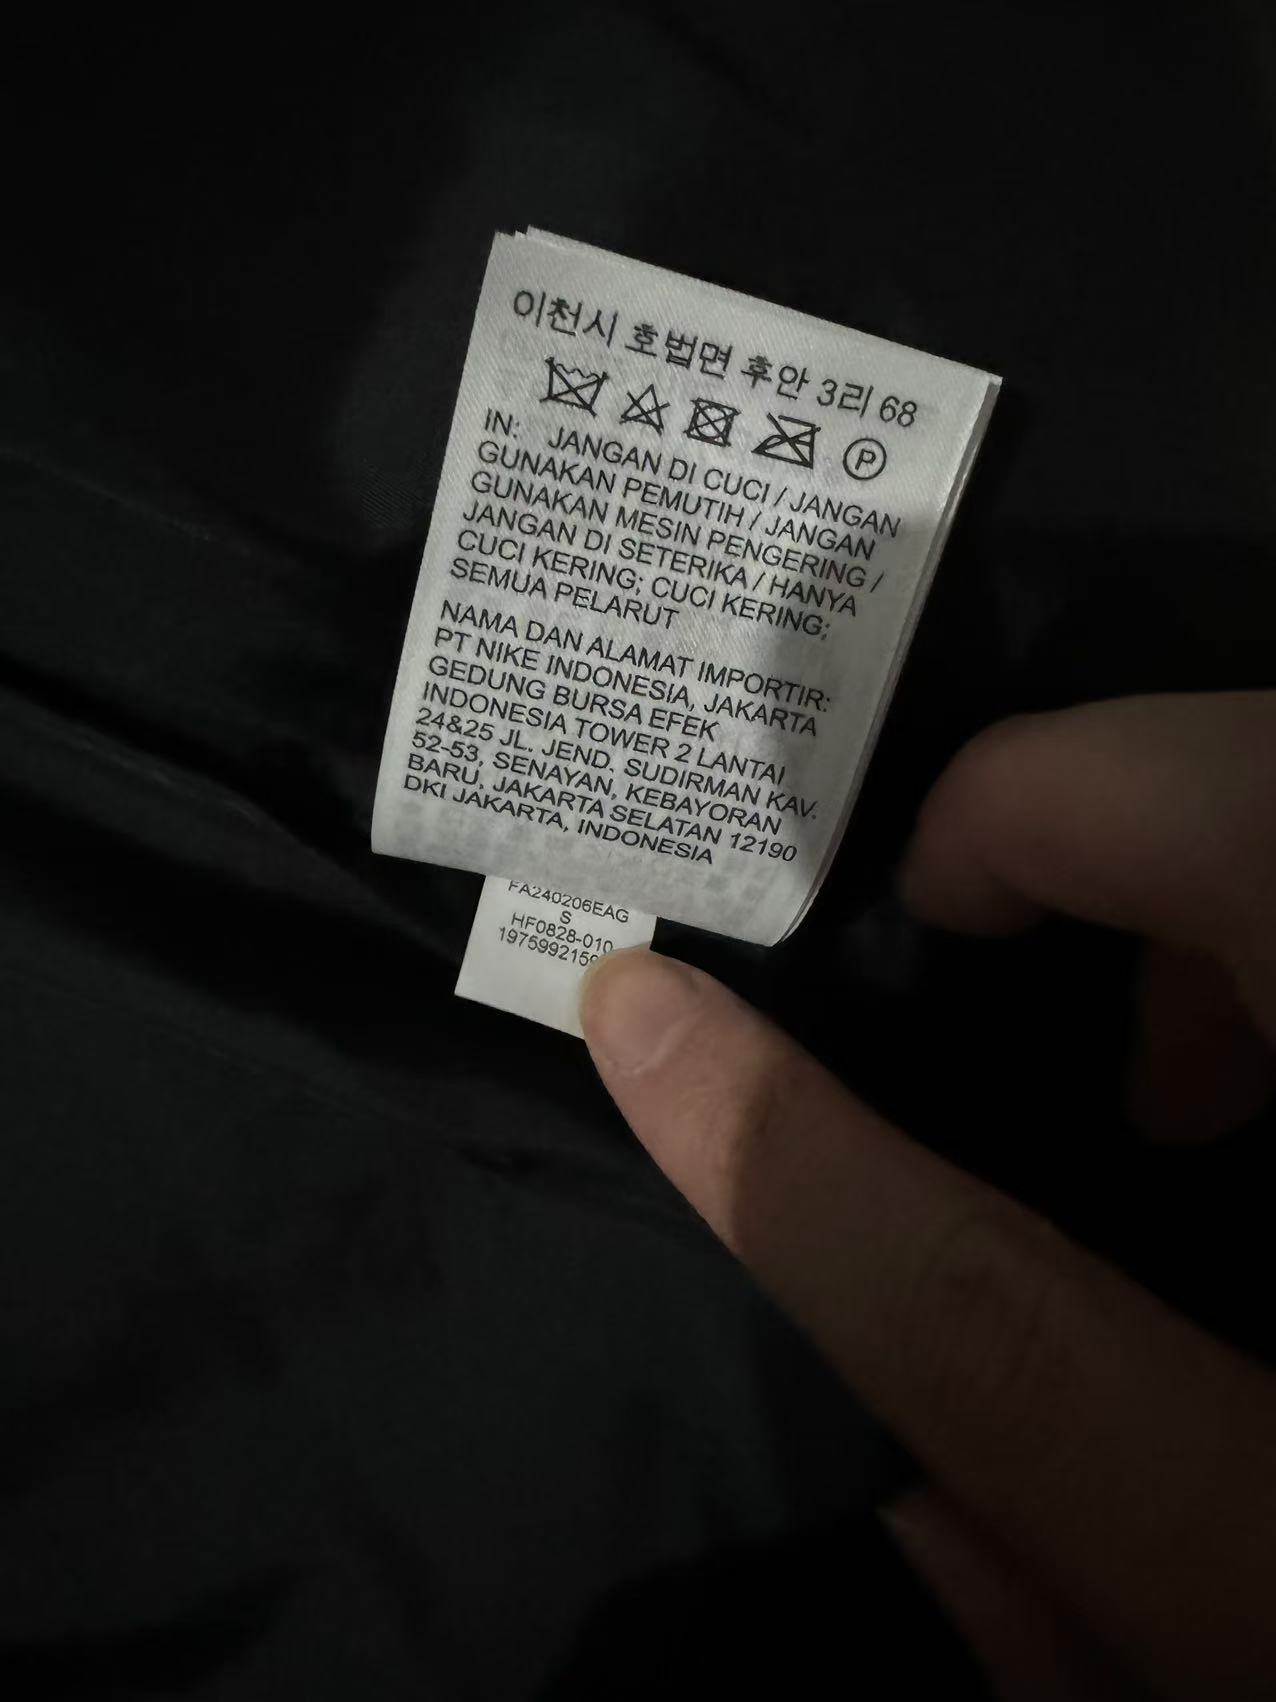 이천시 호법면 후안 3리 68
P
IN: JANGAN DI CUCI / JANGAN
GUNAKAN PEMUTIH / JANGAN
GUNAKAN MESIN PENGERING /
JANGAN DI SETERIKA / HANYA
CUCI KERING; CUCI KERING;
SEMUA PELARUT
NAMA DAN ALAMAT IMPORTIR:
PT NIKE INDONESIA, JAKARTA
GEDUNG BURSA EFEK
INDONESIA TOWER 2 LANTAI
24&25 JL. JEND. SUDIRMAN KAV.
52-53, SENAYAN, KEBAYORAN
BARU, JAKARTA SELATAN 12190
DKI JAKARTA, INDONESIA
FA240206EAG
S
HF0828-010